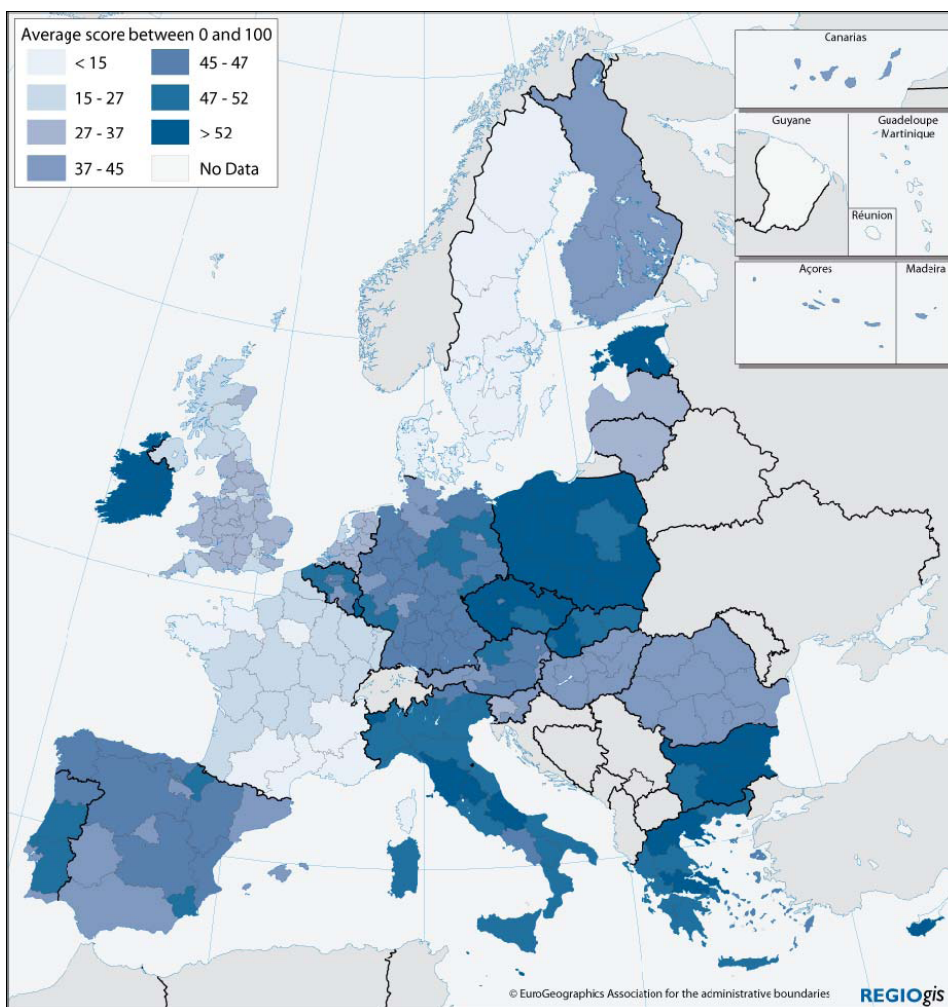 Average score between 0 and 100
< 15
45 - 47
15 - 27
47 - 52
27 - 37
> 52
37 - 45
No Data
Canarias
Guyane
Guadeloupe
Martinique
Réunion
Açores
Madeira
© EuroGeographics Association for the administrative boundaries
REGIOgis